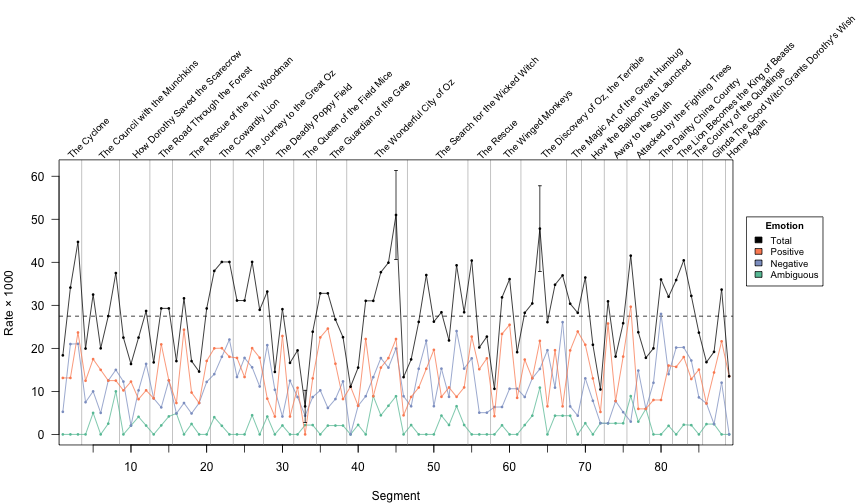 The Cyclone
The Council with the Munchkins
How Dorothy Saved the Scarecrow
The Road Through the Forest
The Rescue of the Tin Woodman
The Cowardly Lion
The Journey to the Great Oz
The Deadly Poppy Field
The Queen of the Field Mice
The Guardian of the Gate
The Wonderful City of Oz
The Search for the Wicked Witch
The Rescue
The Winged Monkeys
The Discovery of Oz, the Terrible
The Magic Art of the Great Humbug
How the Balloon Was Launched
Away to the South
Attacked by the Fighting Trees
The Dainty China Country
The Lion Becomes the King of Beasts
The Country of the Quadlings
Glinda The Good Witch Grants Dorothy's Wish
Home Again
60
50
40
30
20
10
0
Rate × 1000
10
20
30
40
50
60
70
80
Segment
Emotion
Total
Positive
Negative
Ambiguous